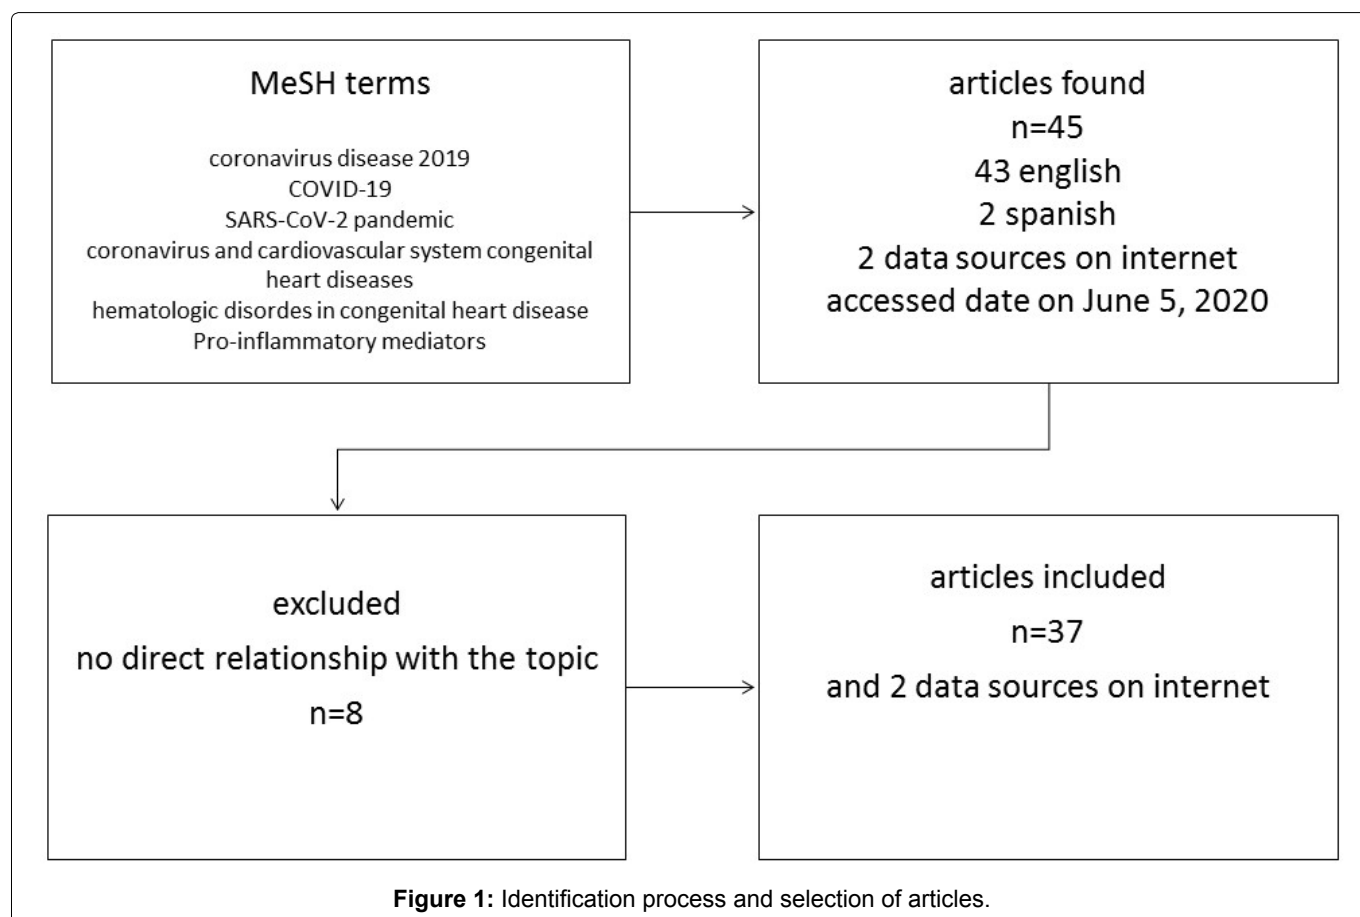 MeSH terms
coronavirus disease 2019
COVID-19
SARS-CoV-2 pandemic
coronavirus and cardiovascular system congenital
heart diseases
hematologic disordes in congenital heart disease
Pro-inflammatory mediators
articles found
n=45
43 english
2 spanish
2 data sources on internet
accessed date on June 5, 2020
excluded
no direct relationship with the topic
n=8
articles included
n=37
and 2 data sources on internet
Figure 1: Identification process and selection of articles.